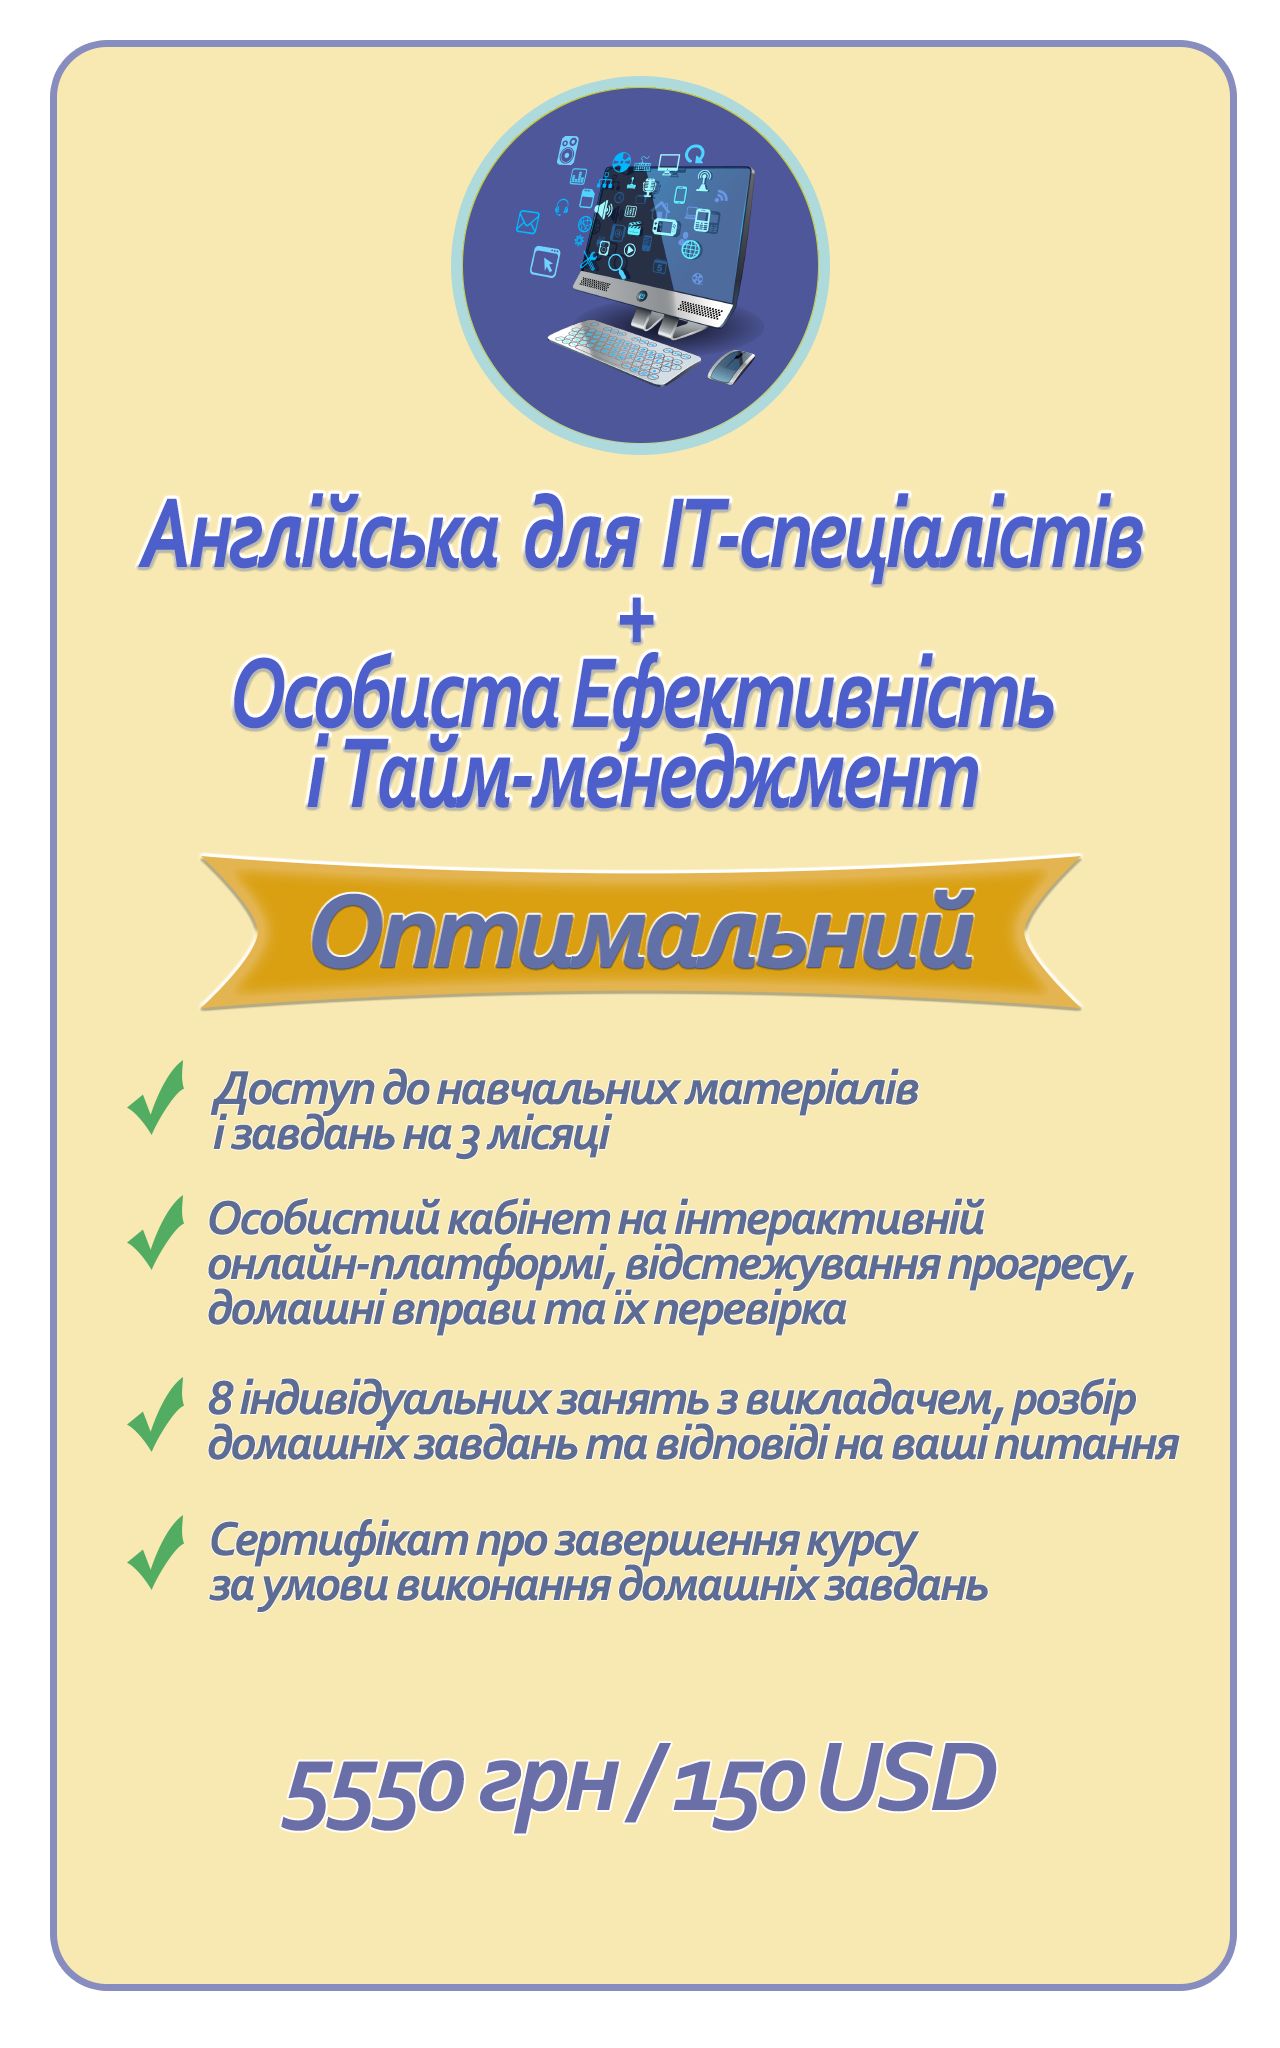 Англійська для ІТ-спеціалістів
+
Особиста Ефективність
і Тайм-менеджмент
Оптимальний
Доступ до навчальних матеріалів
і завдань на 3 місяці
Особистий кабінет на інтерактивній
онлайн-платформі, відстежування прогресу,
домашні вправи та їх перевірка
8 індивідуальних занять з викладачем, розбір
домашніх завдань та відповіді на ваші питання
Сертифікат про завершення курсу
за умови виконання домашніх завдань
5550 грн / 150 USD